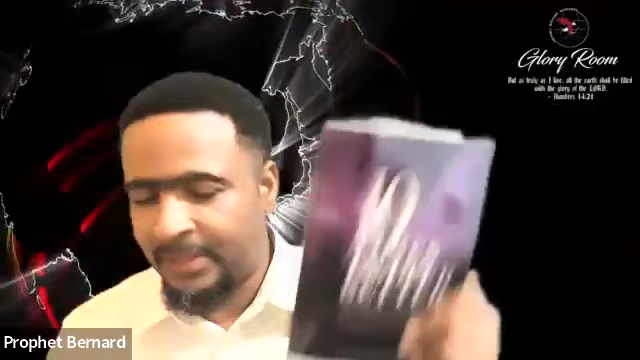 Glory Room
But as truly as I live, all the earth shall be filled
with the glory of the LORD.
- Numbers 14:21
Prophet Bernard